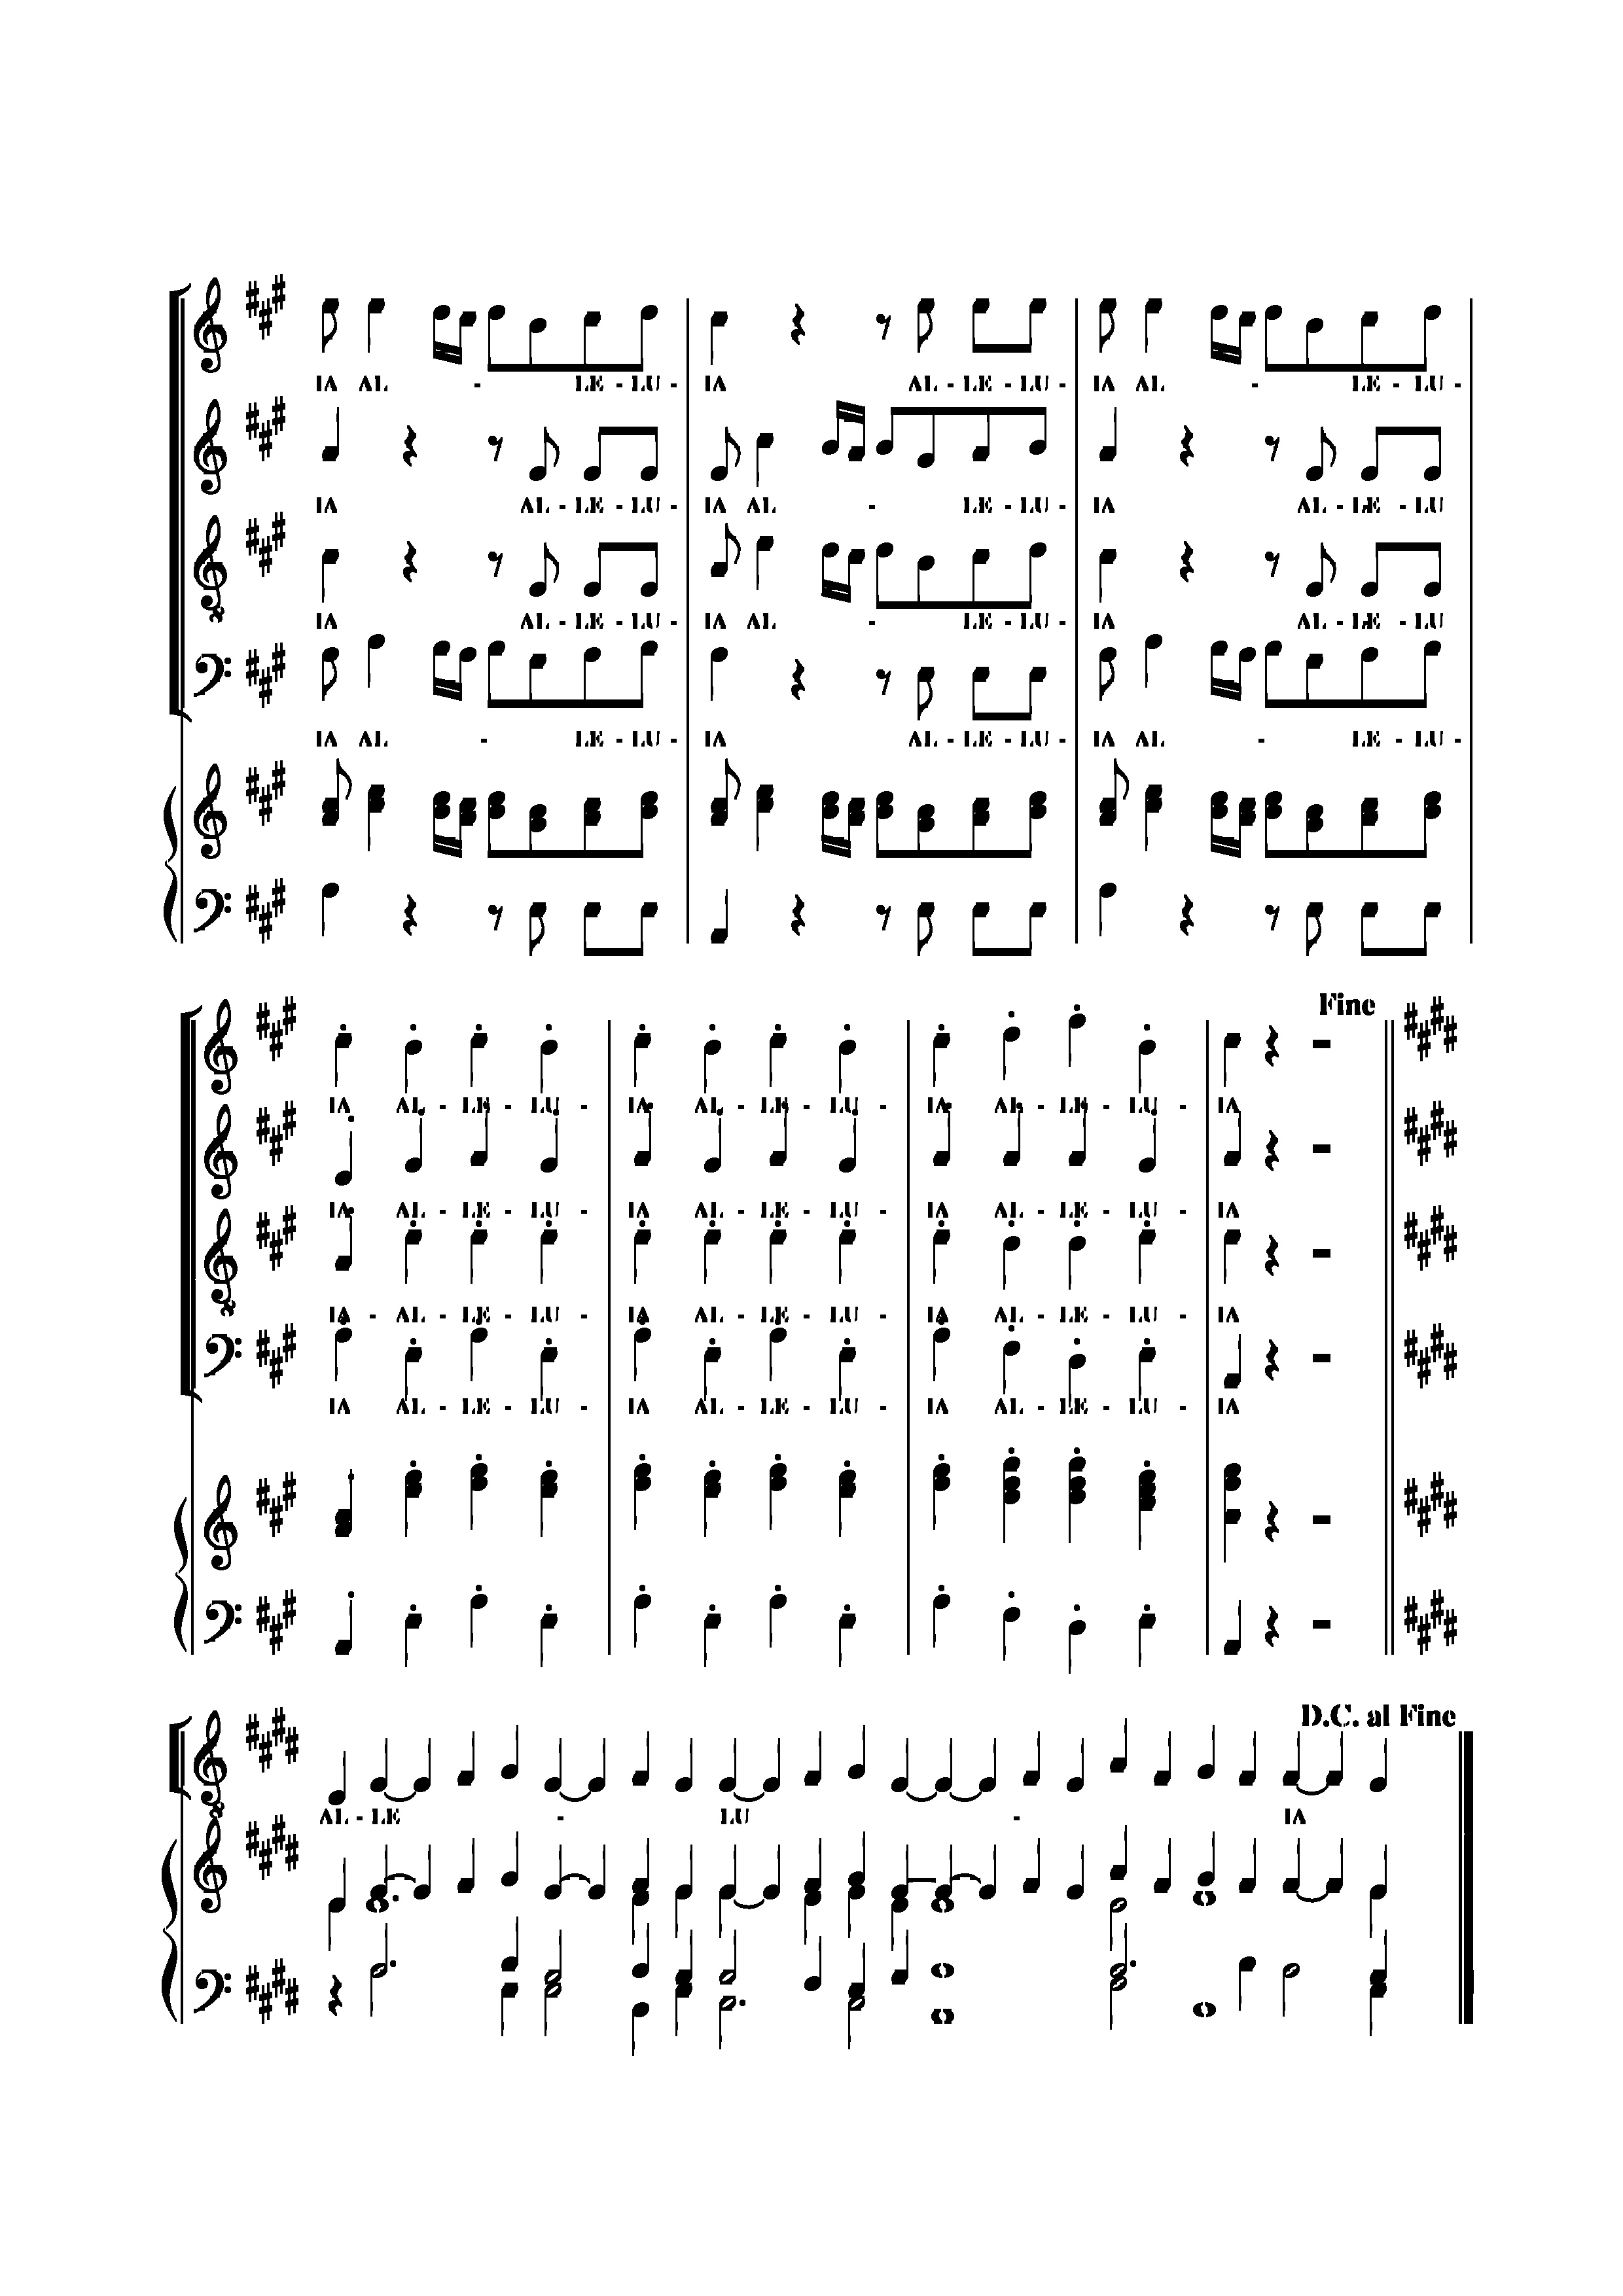 IA AL - LE - LU - IA AL - LE - LU - IA AL - LE - LU -
IA AL - LE - LU - IA AL - LE - LU - IA AL - LE - LU
IA AL - LE - LU - IA AL - LE - LU - IA AL - LE - LU
IA AL - LE - LU - IA AL - LE - LU - IA AL - LE - LU -
Fine
IA AL - LE - LU - IA AL - LE - LU - IA AL - LE - LU - IA
IA AL - LE - LU - IA AL - LE - LU - IA AL - LE - LU - IA
IA - AL - LE - LU - IA AL - LE - LU - IA AL - LE - LU - IA
IA AL - LE - LU - IA AL - LE - LU - IA AL - LE - LU - IA
D.C. al Fine
AL - LE - LU - IA